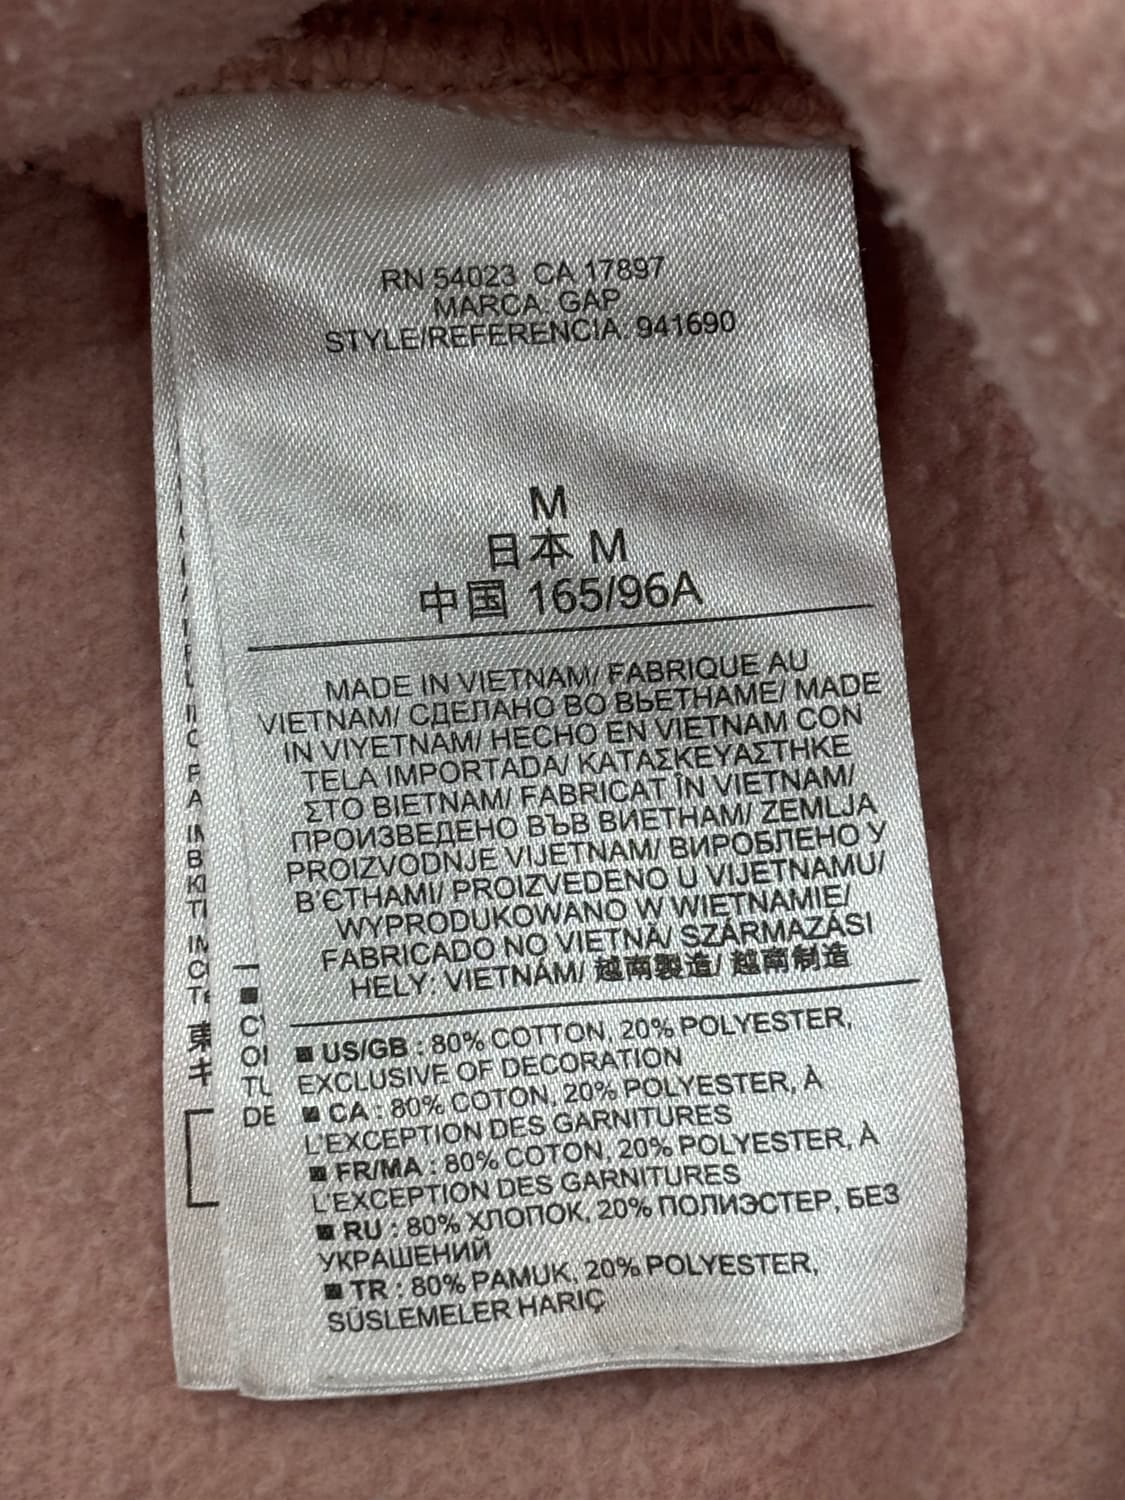 RN 54023 CA 17897
MARCA. GAP
STYLE/REFERENCIA. 941690
M
日本 M
中国 165/96A
MADE IN VIETNAM/ FABRIQUE AU
VIETNAM/ СДЕЛАНО ВО ВЬЕТНАМЕ/ MADE
IN VIYETNAM/ HECHO EN VIETNAM CON
TELA IMPORTADA/ ΚΑΤΑΣΚΕΥΑΣΤΗΚΕ
ΣΤΟ ΒΙΕΤΝΑΜ/ FABRICAT ÎN VIETNAM/
ПРОИЗВЕДЕНО ВЪВ ВИЕТНАМ/ ZEMLJA
PROIZVODNJE VIJETNAM/ ВИРОБЛЕНО У
В'ЄТНАМІ/ PROIZVEDENO U VIJETNAMU/
WYPRODUKOWANO W WIETNAMIE/
FABRICADO NO VIETNÃ/ SZÁRMAZÁSI
HELY: VIETNÁM/ 越南製造/ 越南制造
■ US/GB : 80% COTTON, 20% POLYESTER,
EXCLUSIVE OF DECORATION
■ CA : 80% COTON, 20% POLYESTER, À
L'EXCEPTION DES GARNITURES
■ FR/MA : 80% COTON, 20% POLYESTER, À
L'EXCEPTION DES GARNITURES
■ RU : 80% ХЛОПОК, 20% ПОЛИЭСТЕР, БЕЗ
УКРАШЕНИЙ
■ TR : 80% PAMUK, 20% POLYESTER,
SÜSLEMELER HARIÇ